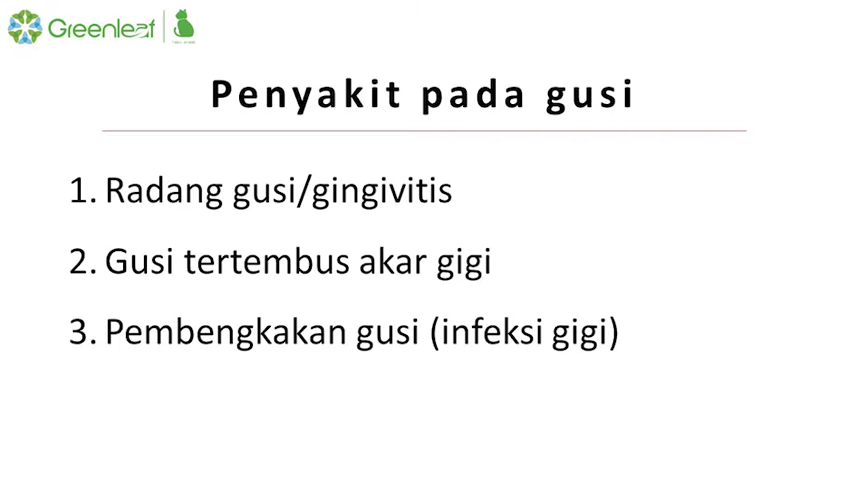 Greenleaf
Penyakit pada gusi
1. Radang gusi/gingivitis
2. Gusi tertembus akar gigi
3. Pembengkakan gusi (infeksi gigi)